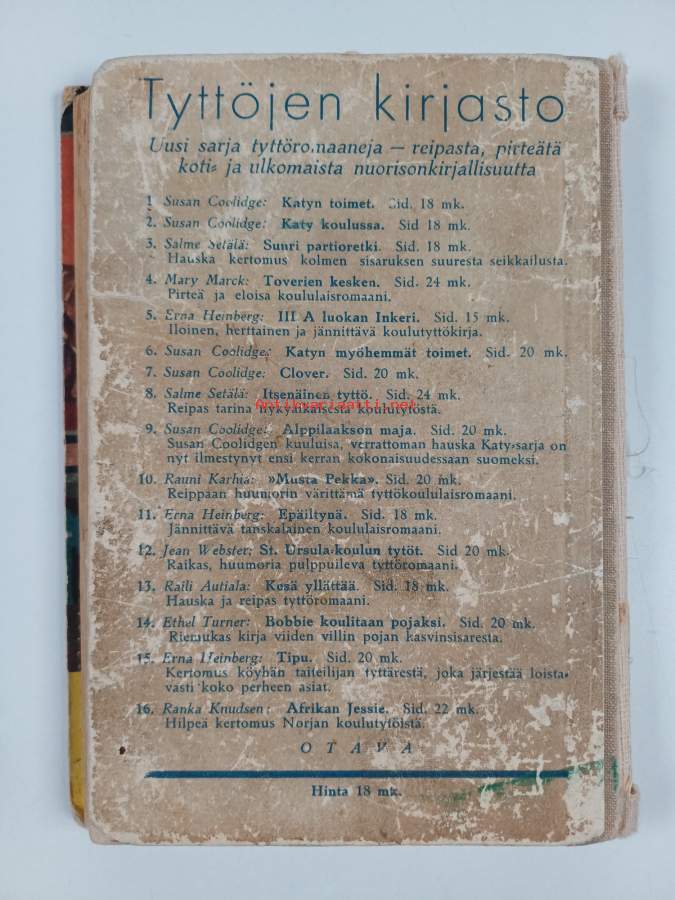 Tyttöjen kirjasto
Uusi sarja tyttöromaaneja — reipasta, pirteätä
koti- ja ulkomaista nuorisonkirjallisuutta
1 Susan Coolidge: Katyn toimet. Sid. 18 mk.
2. Susan Coolidge: Katy koulussa. Sid 18 mk.
3. Salme Setälä: Suuri partioretki. Sid. 18 mk.
Hauska kertomus kolmen sisaruksen suuresta seikkailusta.
4. Mary Marck: Toverien kesken. Sid. 24 mk.
Pirteä ja eloisa koululaisromaani.
5. Erna Heinberg: III A luokan Inkeri. Sid. 15 mk.
Iloinen, herttainen ja jännittävä koulutyttökirja.
6. Susan Coolidge: Katyn myöhemmät toimet. Sid. 20 mk.
7. Susan Coolidge: Clover. Sid. 20 mk.
8. Salme Setälä: Itsenäinen tyttö. Sid. 24 mk.
Reipas tarina nykyaikaisesta koulutytöstä.
Antikvariaatti.net
9. Susan Coolidge: Alppilaakson maja. Sid. 20 mk.
Susan Coolidgen kuuluisa, verrattoman hauska Katy-sarja on
nyt ilmestynyt ensi kerran kokonaisuudessaan suomeksi.
10. Rauni Karhia: »Musta Pekka». Sid. 20 mk.
Reippaan huumorin värittämä tyttökoululaisromaani.
11. Erna Heinberg: Epäiltynä. Sid. 18 mk.
Jännittävä tanskalainen koululaisromaani.
12. Jean Webster: St. Ursula-koulun tytöt. Sid 20 mk.
Raikas, huumoria pulppuileva tyttöromaani.
13. Raili Autiala: Kesä yllättää. Sid. 18 mk.
Hauska ja reipas tyttöromaani.
14. Ethel Turner: Bobbie koulitaan pojaksi. Sid. 20 mk.
Riemukas kirja viiden villin pojan kasvinsisaresta.
15. Erna Heinberg: Tipu. Sid. 20 mk.
Kertomus köyhän taiteilijan tyttärestä, joka järjestää loista-
vasti koko perheen asiat.
16. Ranka Knudsen: Afrikan Jessie. Sid. 22 mk.
Hilpeä kertomus Norjan koulutytöistä.
OTAVA
Hinta 18 mk.